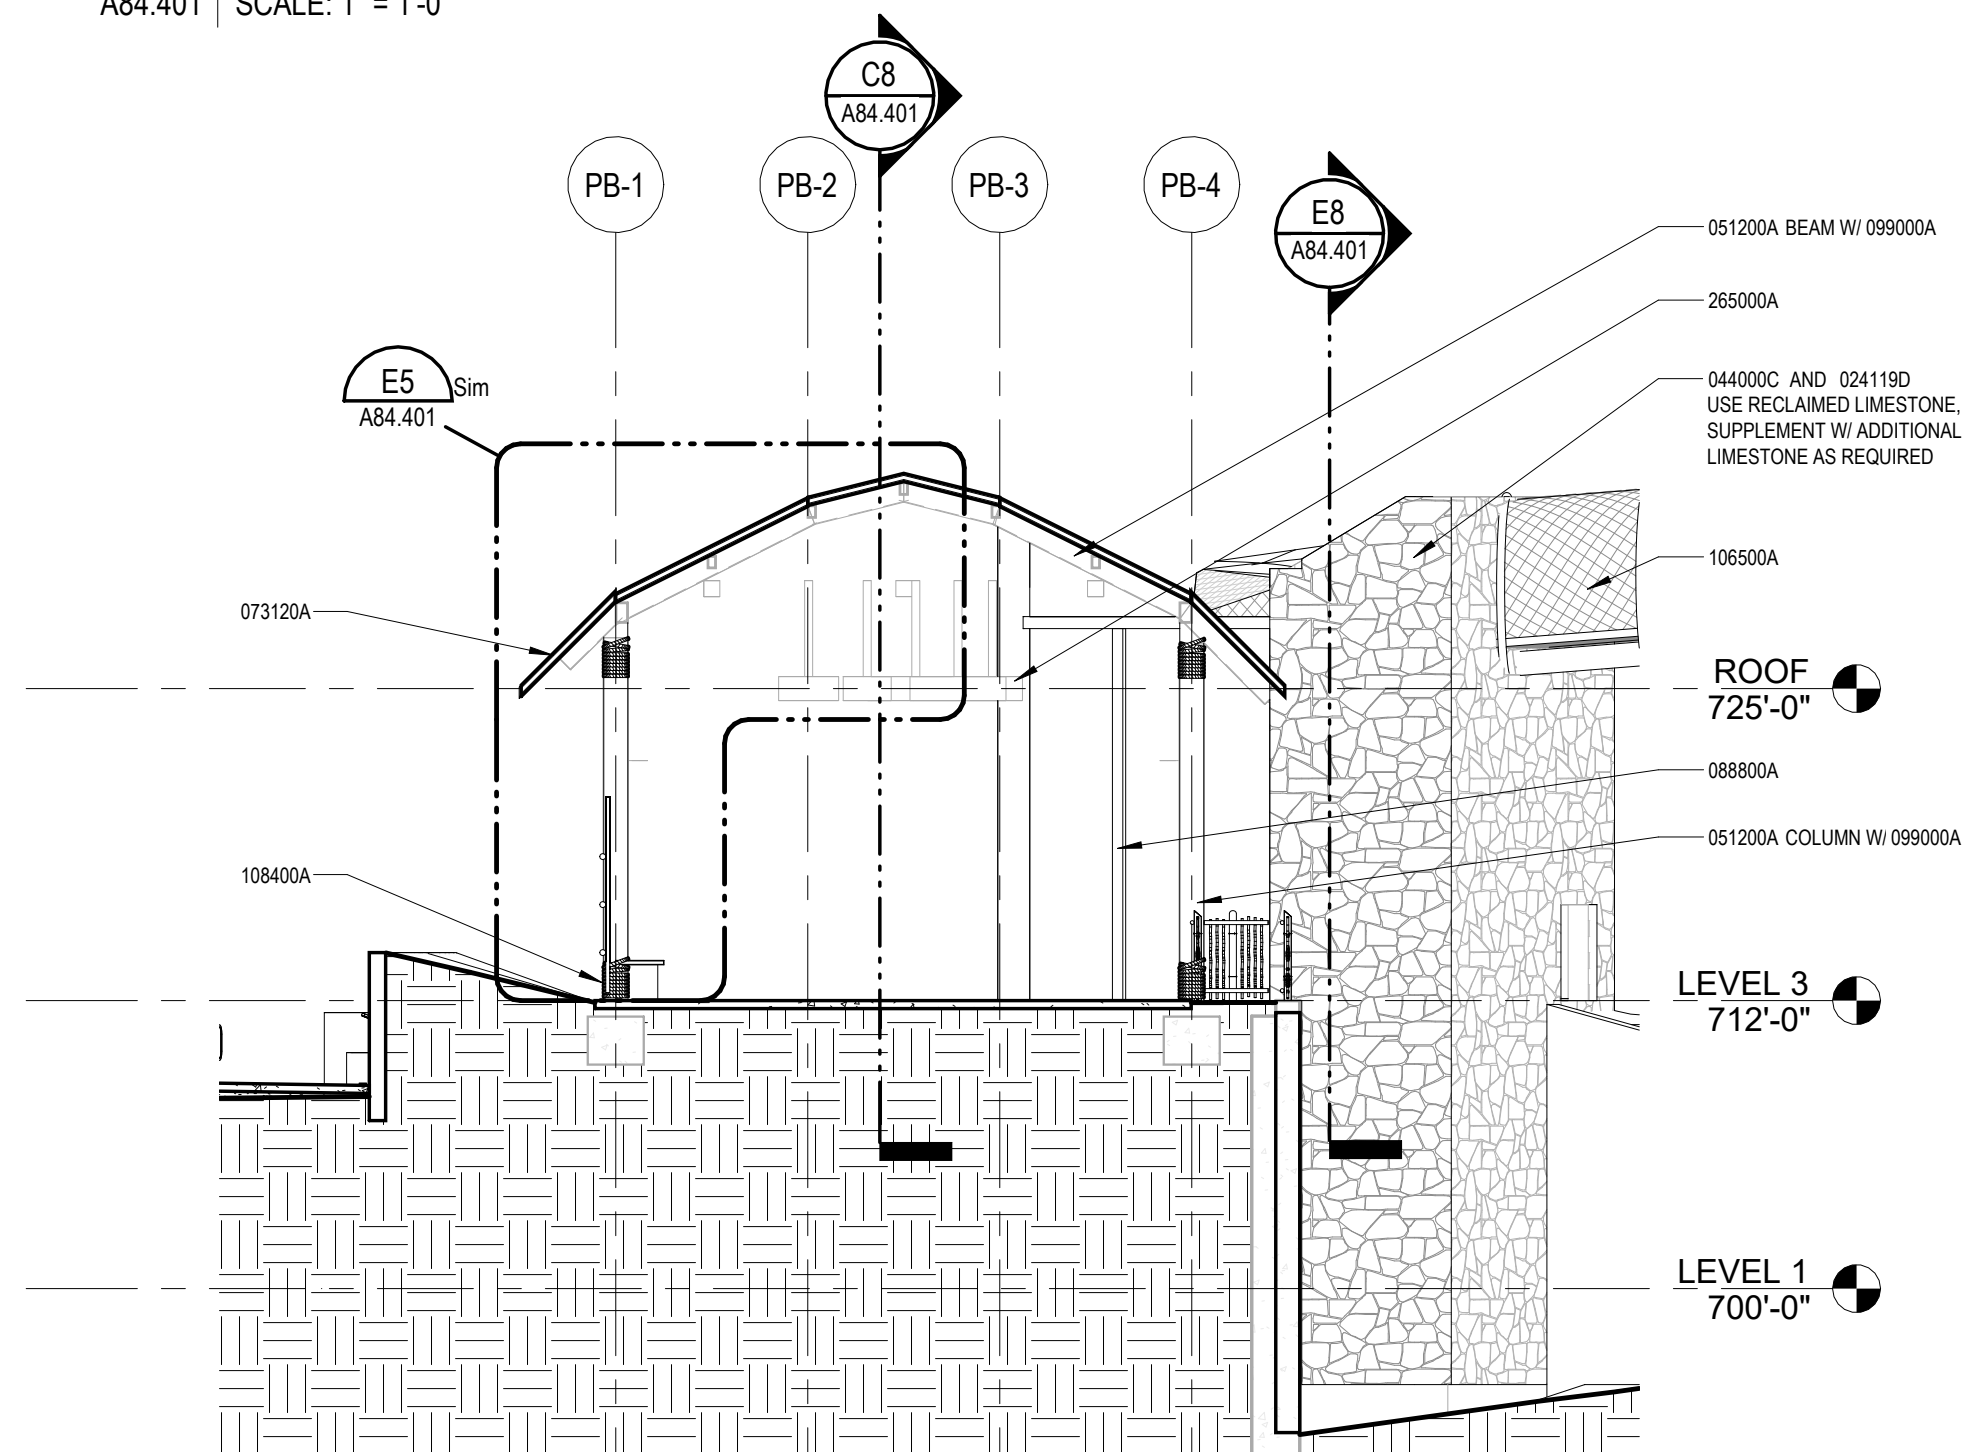 A84.401 SCALE: 1" = 1'-0"
C8
A84.401
PB-1
PB-2
PB-3
PB-4
E8
A84.401
051200A BEAM W/ 099000A
265000A
E5 Sim
A84.401
044000C AND 024119D
USE RECLAIMED LIMESTONE,
SUPPLEMENT W/ ADDITIONAL
LIMESTONE AS REQUIRED
106500A
073120A
ROOF
725'-0"
088800A
051200A COLUMN W/ 099000A
108400A
LEVEL 3
712'-0"
LEVEL 1
700'-0"